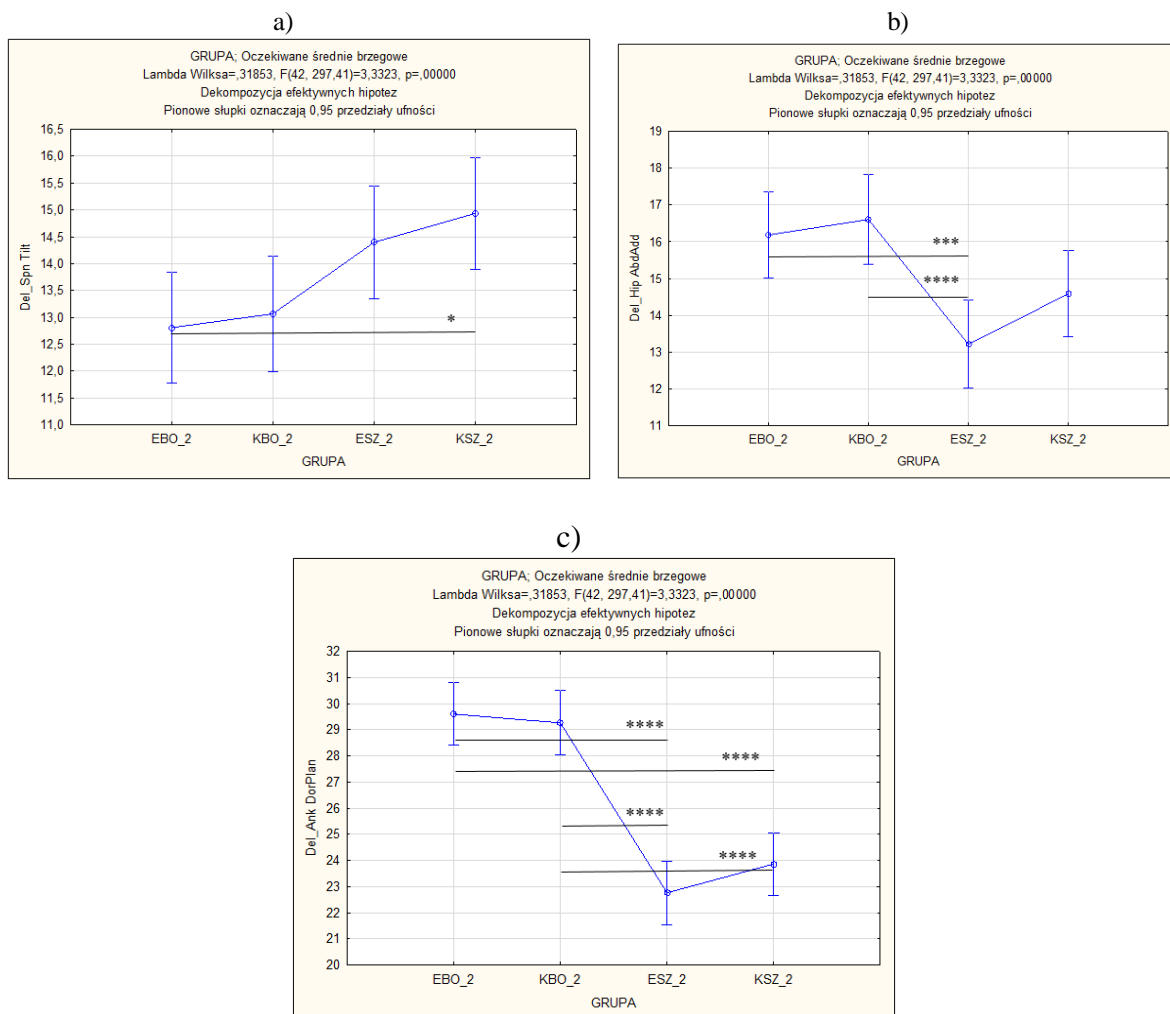 a)
GRUPA; Oczekiwane średnie brzegowe
Lambda Wilksa=,31853, F(42, 297,41)=3,3323, p=,00000
Dekompozycja efektywnych hipotez
Pionowe słupki oznaczają 0,95 przedziały ufności
16,5
16,0
15,5
15,0
14,5
14,0
13,5
13,0
12,5
12,0
11,5
11,0
Del_Spn Tilt
*
EBO_2 KBO_2 ESZ_2 KSZ_2
GRUPA
b)
GRUPA; Oczekiwane średnie brzegowe
Lambda Wilksa=,31853, F(42, 297,41)=3,3323, p=,00000
Dekompozycja efektywnych hipotez
Pionowe słupki oznaczają 0,95 przedziały ufności
19
18
17
16
15
14
13
12
11
Del_Hip AbdAdd
***
****
EBO_2 KBO_2 ESZ_2 KSZ_2
GRUPA
c)
GRUPA; Oczekiwane średnie brzegowe
Lambda Wilksa=,31853, F(42, 297,41)=3,3323, p=,00000
Dekompozycja efektywnych hipotez
Pionowe słupki oznaczają 0,95 przedziały ufności
32
31
30
29
28
27
26
25
24
23
22
21
20
Del_Ank DorPlan
****
****
****
****
EBO_2 KBO_2 ESZ_2 KSZ_2
GRUPA